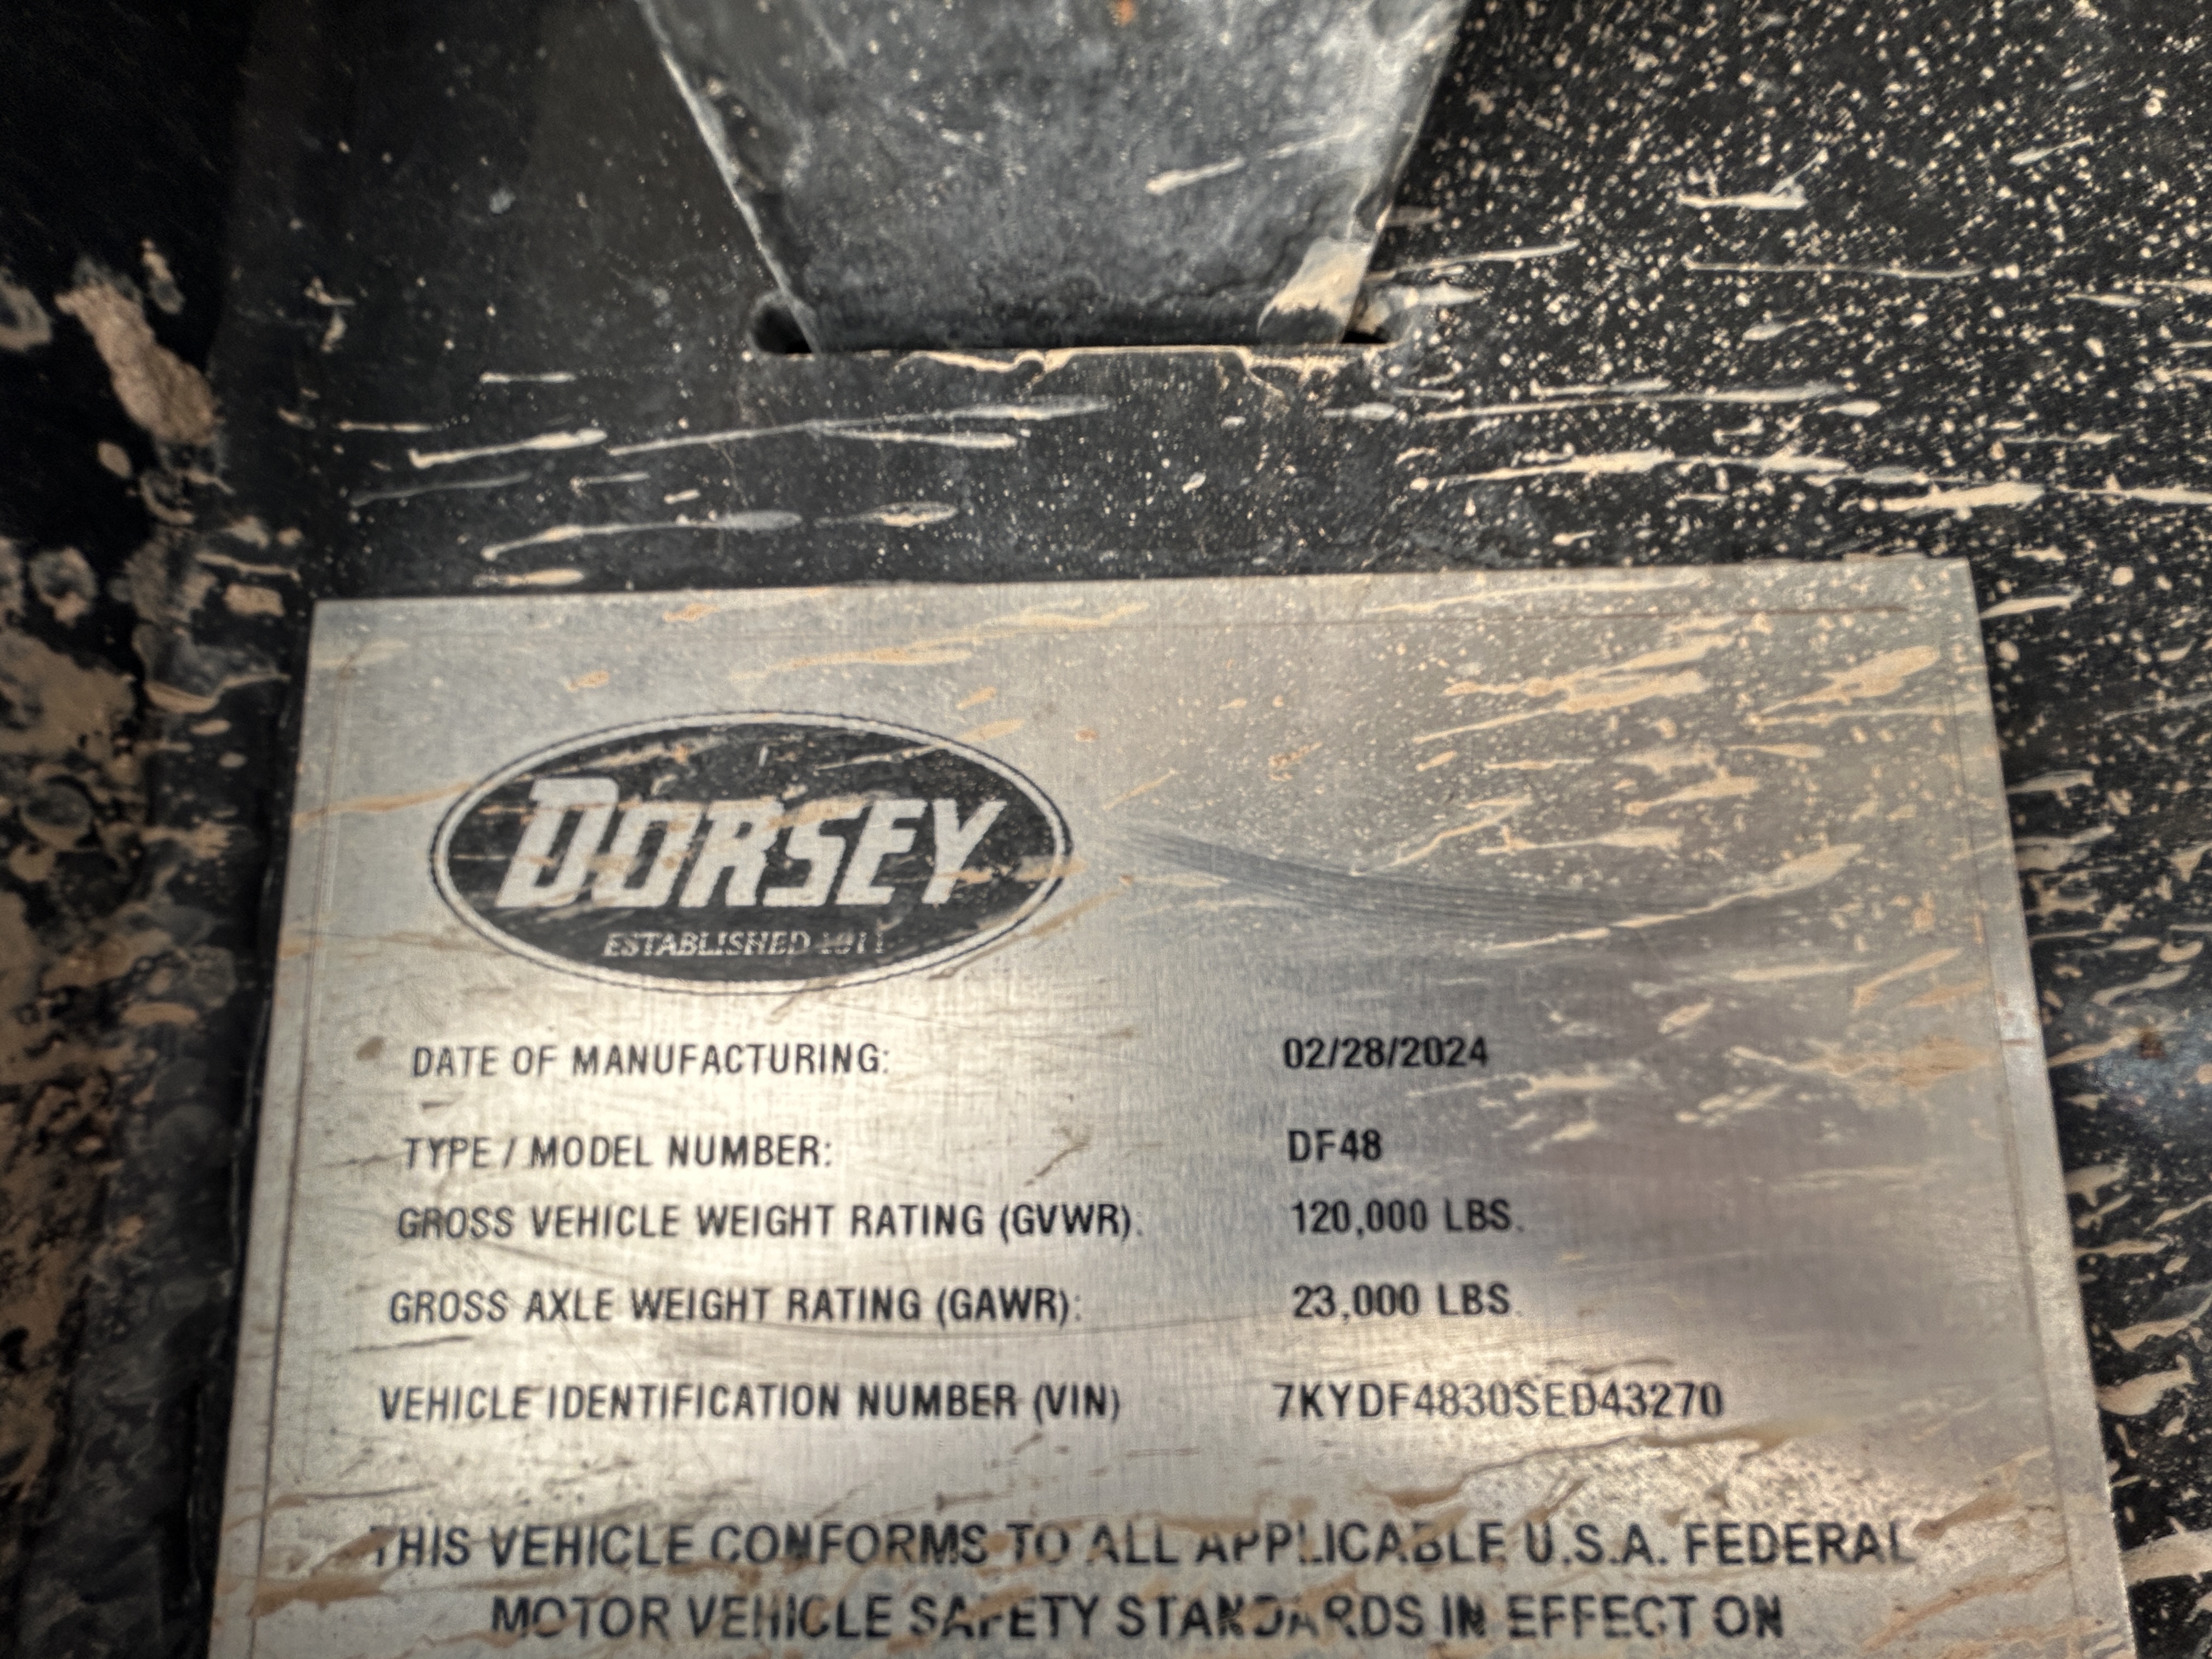 DORSEY
ESTABLISHED 1911
DATE OF MANUFACTURING: 02/28/2024
TYPE / MODEL NUMBER: DF48
GROSS VEHICLE WEIGHT RATING (GVWR): 120,000 LBS.
GROSS AXLE WEIGHT RATING (GAWR): 23,000 LBS.
VEHICLE IDENTIFICATION NUMBER (VIN) 7KYDF4830SED43270
THIS VEHICLE CONFORMS TO ALL APPLICABLE U.S.A. FEDERAL
MOTOR VEHICLE SAFETY STANDARDS IN EFFECT ON